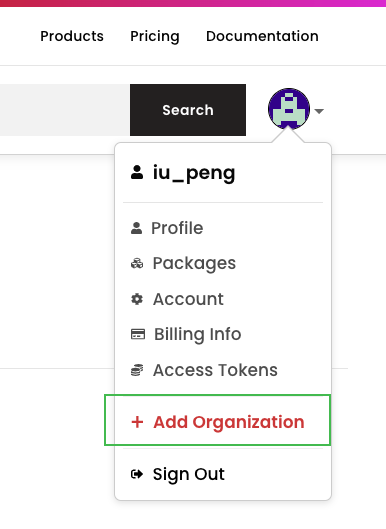 Products Pricing Documentation
Search
iu_peng
Profile
Packages
Account
Billing Info
Access Tokens
Add Organization
Sign Out